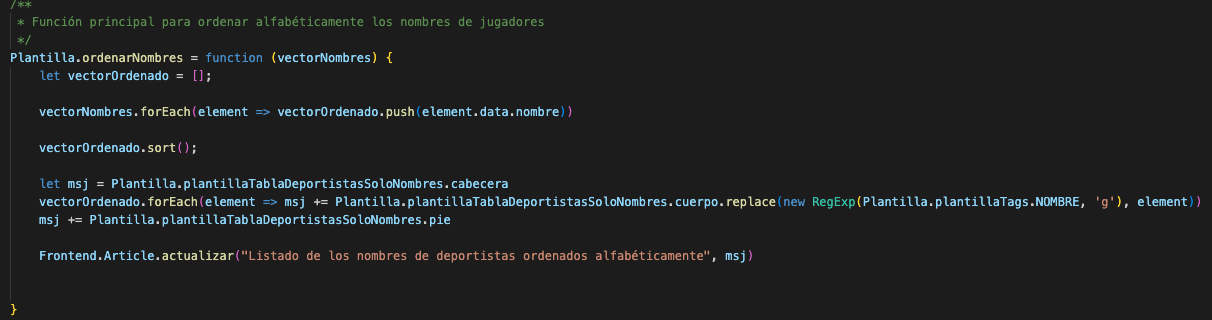 /**
 * Función principal para ordenar alfabéticamente los nombres de jugadores
 */
Plantilla.ordenarNombres = function (vectorNombres) {
    let vectorOrdenado = [];
    vectorNombres.forEach(element => vectorOrdenado.push(element.data.nombre))
    vectorOrdenado.sort();
    let msj = Plantilla.plantillaTablaDeportistasSoloNombres.cabecera
    vectorOrdenado.forEach(element => msj += Plantilla.plantillaTablaDeportistasSoloNombres.cuerpo.replace(new RegExp(Plantilla.plantillaTags.NOMBRE, 'g'), element))
    msj += Plantilla.plantillaTablaDeportistasSoloNombres.pie
    Frontend.Article.actualizar("Listado de los nombres de deportistas ordenados alfabéticamente", msj)
}